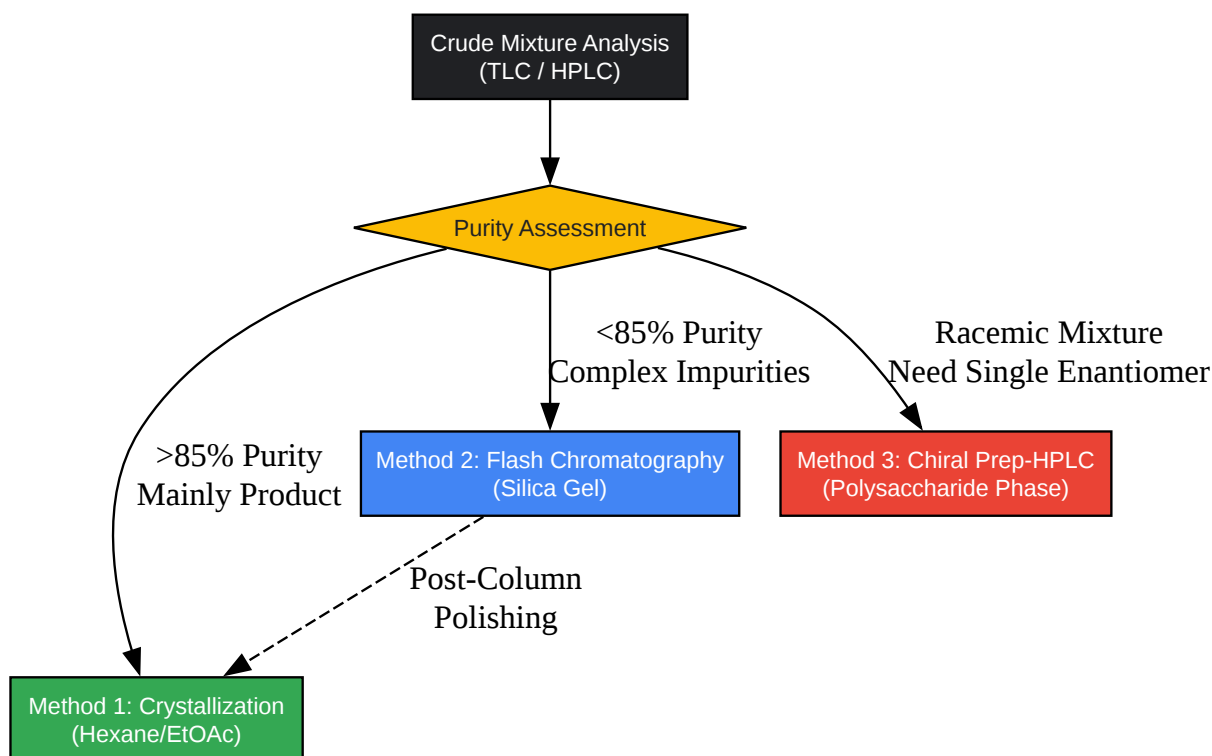 Crude Mixture Analysis
(TLC / HPLC)
Purity Assessment
<85% Purity
Complex Impurities
Racemic Mixture
Need Single Enantiomer
>85% Purity
Mainly Product
Method 2: Flash Chromatography
(Silica Gel)
Method 3: Chiral Prep-HPLC
(Polysaccharide Phase)
Post-Column
Polishing
Method 1: Crystallization
(Hexane/EtOAc)